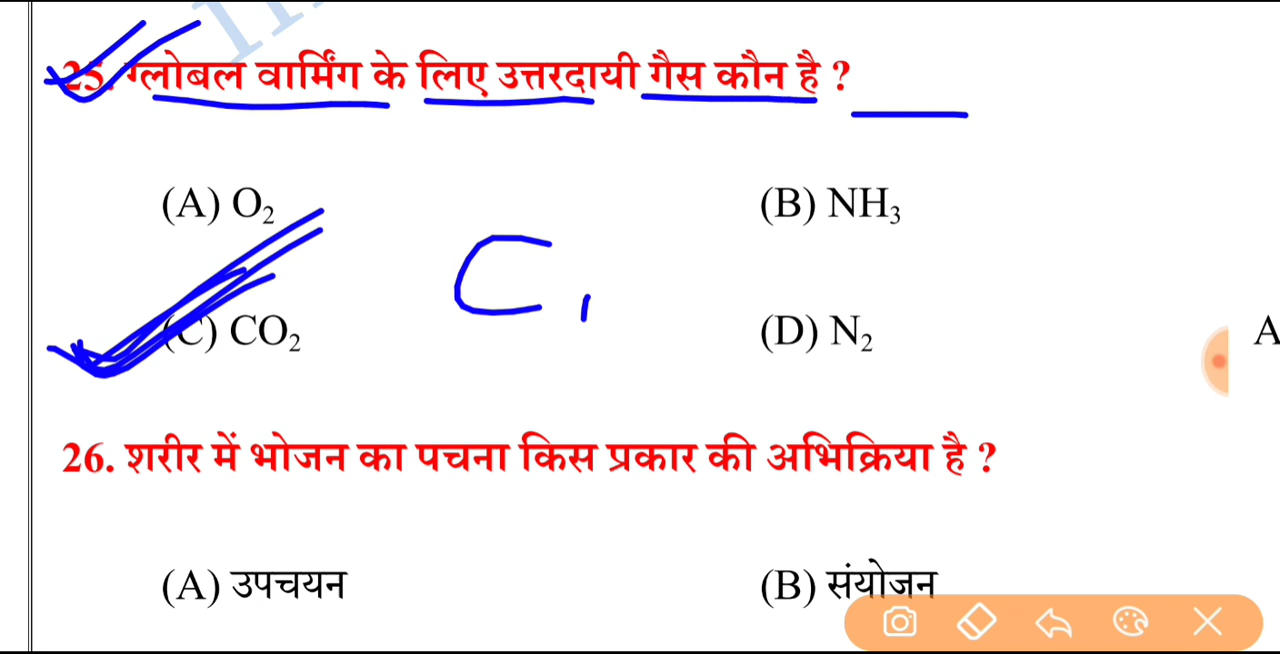 25. ग्लोबल वार्मिंग के लिए उत्तरदायी गैस कौन है ?
(A) O₂ (B) NH₃
C
(C) CO₂ (D) N₂ A
26. शरीर में भोजन का पचना किस प्रकार की अभिक्रिया है ?
(A) उपचयन (B) संयोजन